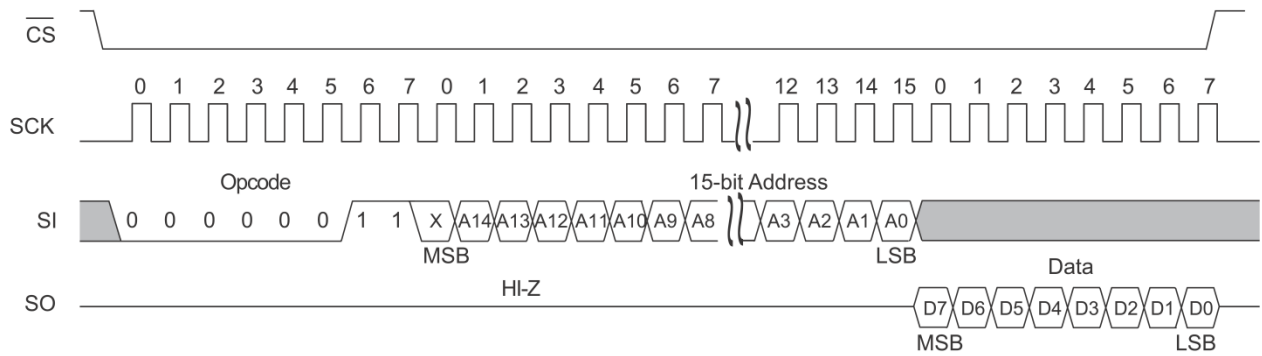 CS
0 1 2 3 4 5 6 7 0 1 2 3 4 5 6 7 12 13 14 15 0 1 2 3 4 5 6 7
SCK
Opcode 15-bit Address
SI 0 0 0 0 0 0 1 1 X A14 A13 A12 A11 A10 A9 A8 A3 A2 A1 A0
MSB LSB Data
HI-Z
SO D7 D6 D5 D4 D3 D2 D1 D0
MSB LSB